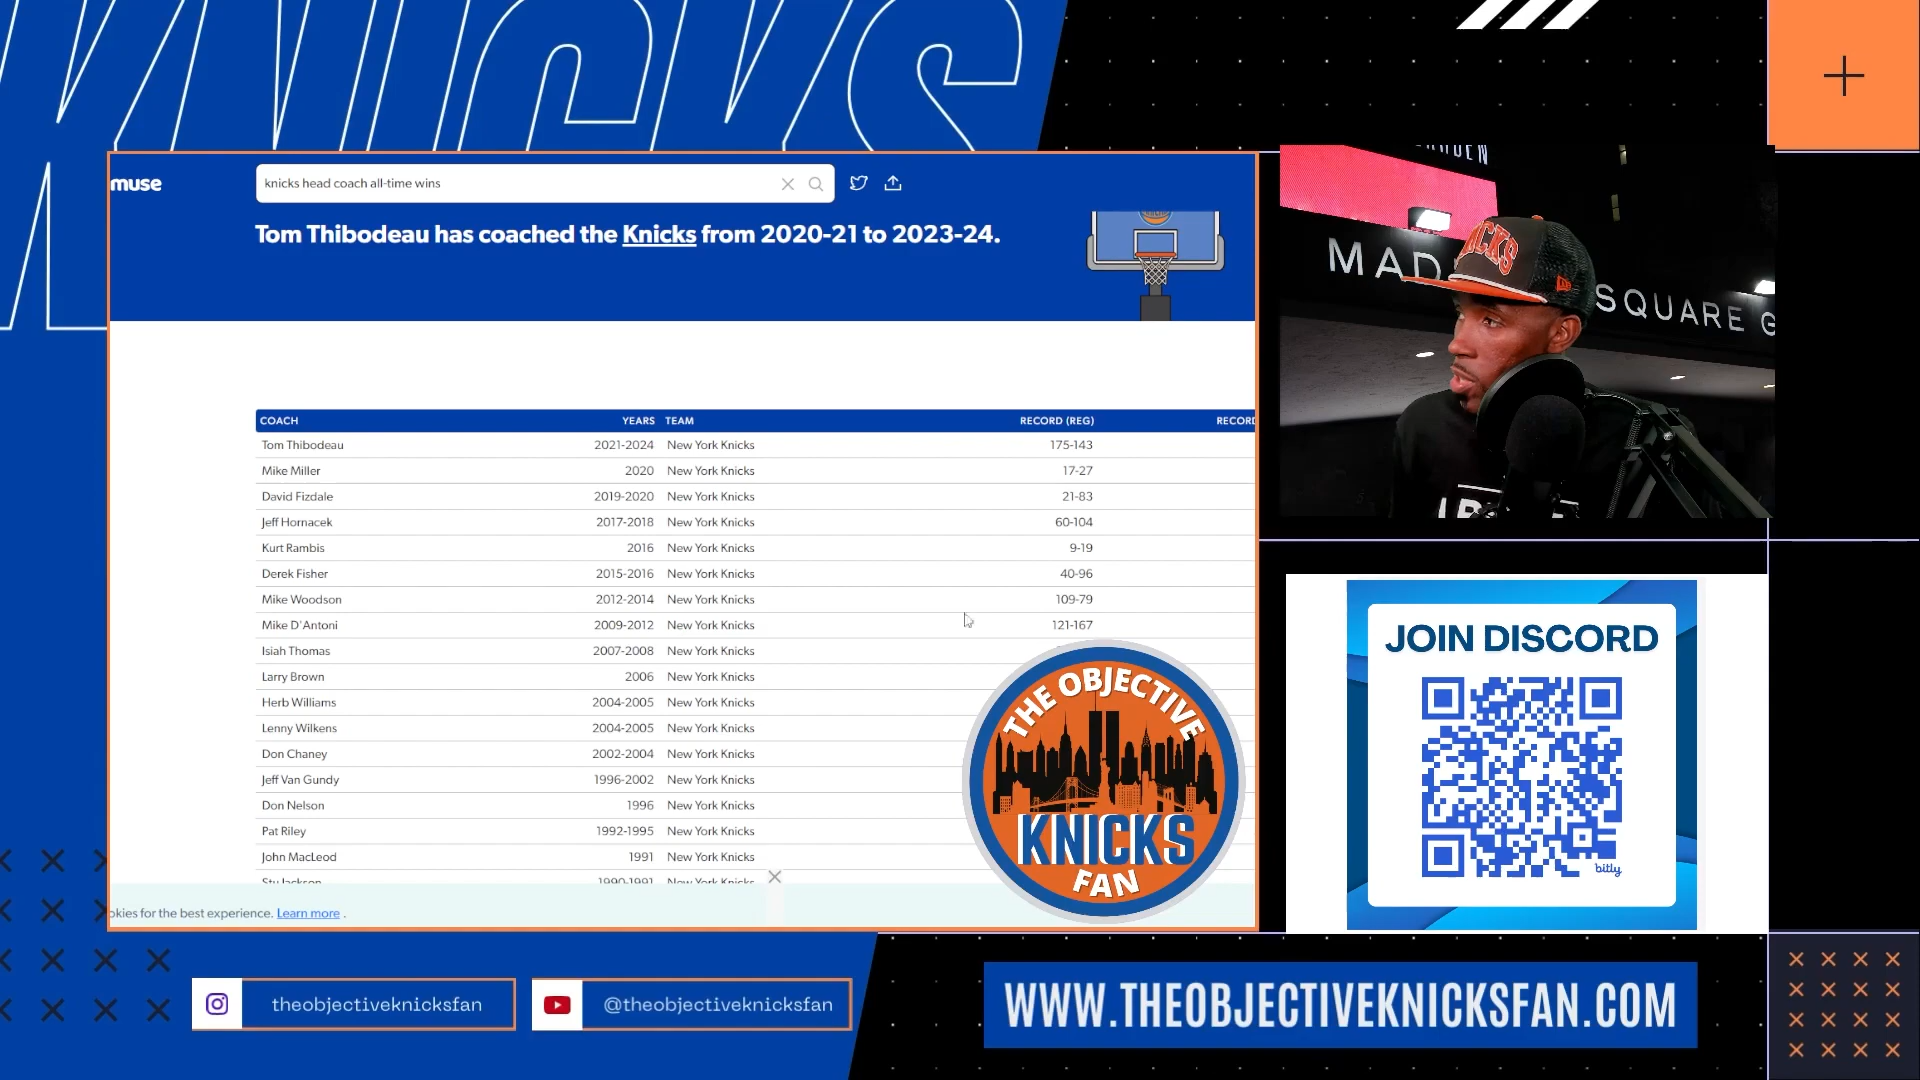 KNICKS
muse
knicks head coach all-time wins
Tom Thibodeau has coached the Knicks from 2020-21 to 2023-24.
COACH YEARS TEAM RECORD (REG) RECORD
Tom Thibodeau 2021-2024 New York Knicks 175-143
Mike Miller 2020 New York Knicks 17-27
David Fizdale 2019-2020 New York Knicks 21-83
Jeff Hornacek 2017-2018 New York Knicks 60-104
Kurt Rambis 2016 New York Knicks 9-19
Derek Fisher 2015-2016 New York Knicks 40-96
Mike Woodson 2012-2014 New York Knicks 109-79
Mike D'Antoni 2009-2012 New York Knicks 121-167
Isiah Thomas 2007-2008 New York Knicks
Larry Brown 2006 New York Knicks
Herb Williams 2004-2005 New York Knicks
Lenny Wilkens 2004-2005 New York Knicks
Don Chaney 2002-2004 New York Knicks
Jeff Van Gundy 1996-2002 New York Knicks
Don Nelson 1996 New York Knicks
Pat Riley 1992-1995 New York Knicks
John MacLeod 1991 New York Knicks
Stu Jackson 1990-1991 New York Knicks
okies for the best experience. Learn more .
THE OBJECTIVE
KNICKS
FAN
MAD SQUARE G
JOIN DISCORD
bitly
theobjectiveknicksfan
@theobjectiveknicksfan
WWW.THEOBJECTIVEKNICKSFAN.COM